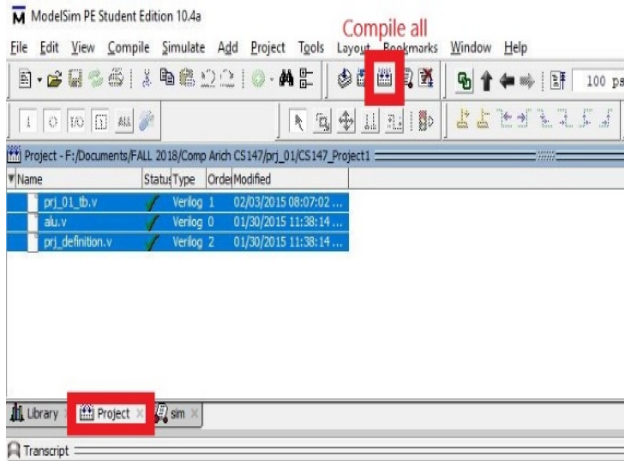 ModelSim PE Student Edition 10.4a
Compile all
File Edit View Compile Simulate Add Project Tools Layout Bookmarks Window Help
100 ps
Project - F:/Documents/FALL 2018/Comp Arich CS147/prj_01/CS147_Project1
Name Status Type Order Modified
prj_01_tb.v Verilog 1 02/03/2015 08:07:02 ...
alu.v Verilog 0 01/30/2015 11:38:14 ...
prj_definition.v Verilog 2 01/30/2015 11:38:14 ...
Library Project sim
Transcript